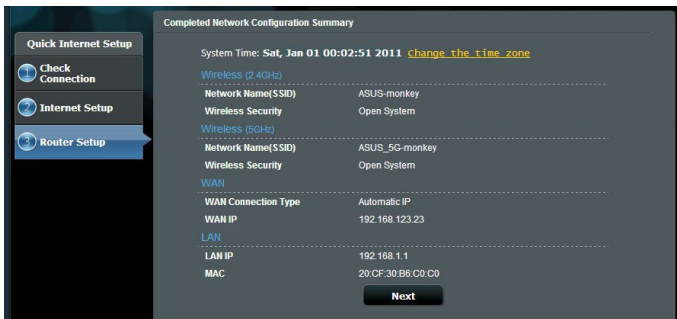 Completed Network Configuration Summary
Quick Internet Setup
1 Check
Connection
2 Internet Setup
3 Router Setup
System Time: Sat, Jan 01 00:02:51 2011 Change the time zone
Wireless (2.4GHz)
Network Name(SSID) ASUS-monkey
Wireless Security Open System
Wireless (5GHz)
Network Name(SSID) ASUS_5G-monkey
Wireless Security Open System
WAN
WAN Connection Type Automatic IP
WAN IP 192.168.123.23
LAN
LAN IP 192.168.1.1
MAC 20:CF:30:B6:C0:C0
Next